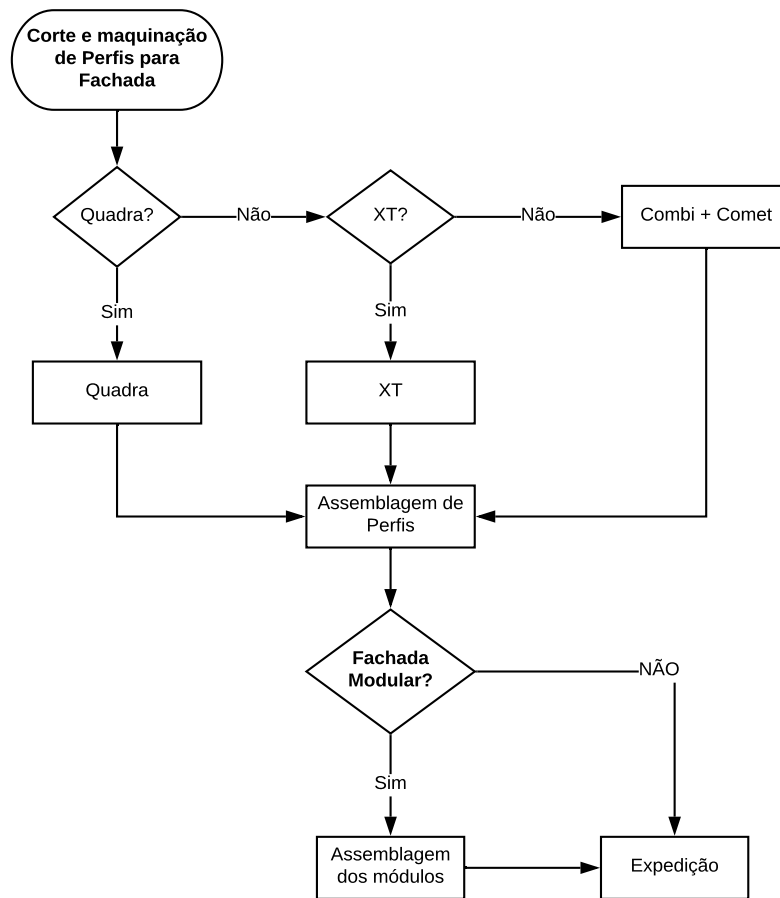 Corte e maquinação
de Perfis para
Fachada
Quadra?
Não
XT?
Não
Combi + Comet
Sim
Sim
Quadra
XT
Assemblagem de
Perfis
Fachada
Modular?
NÃO
Sim
Assemblagem
dos módulos
Expedição